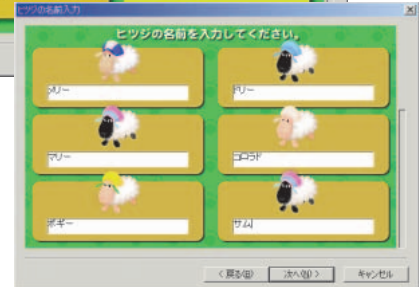 ヒツジの名前入力
ヒツジの名前を入力してください。
メリー
ドリー
マリー
コロラド
ボギー
サム
< 戻る(B)
次へ(N) >
キャンセル